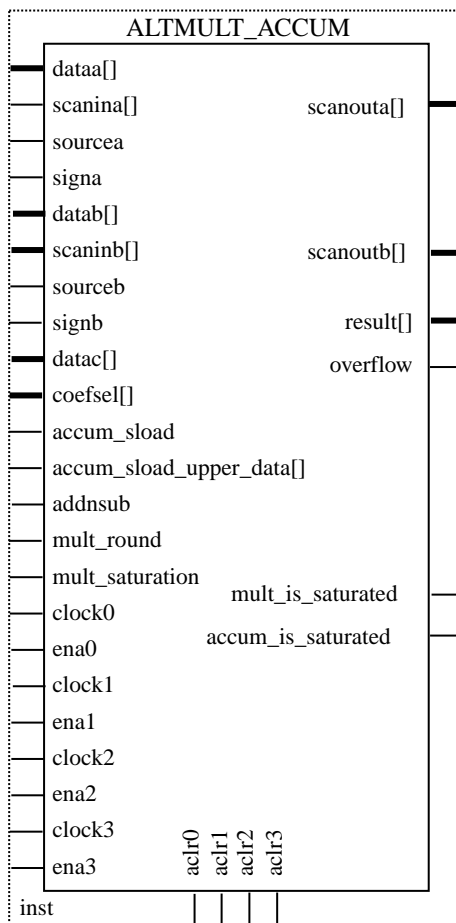 ALTMULT_ACCUM
dataa[]
scanina[]
scanouta[]
sourcea
signa
datab[]
scaninb[]
scanoutb[]
sourceb
signb
result[]
datac[]
overflow
coefsel[]
accum_sload
accum_sload_upper_data[]
addnsub
mult_round
mult_saturation
mult_is_saturated
clock0
accum_is_saturated
ena0
clock1
ena1
clock2
ena2
clock3
ena3
aclr0
aclr1
aclr2
aclr3
inst